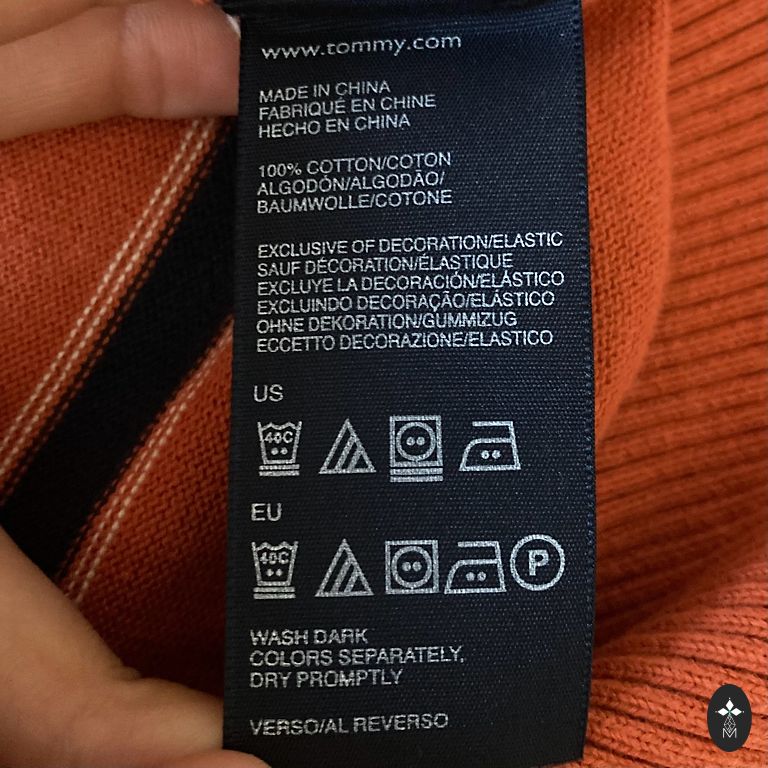 www.tommy.com
MADE IN CHINA
FABRIQUÉ EN CHINE
HECHO EN CHINA
100% COTTON/COTON
ALGODÓN/ALGODÃO/
BAUMWOLLE/COTONE
EXCLUSIVE OF DECORATION/ELASTIC
SAUF DÉCORATION/ÉLASTIQUE
EXCLUYE LA DECORACIÓN/ELÁSTICO
EXCLUINDO DECORAÇÃO/ELÁSTICO
OHNE DEKORATION/GUMMIZUG
ECCETTO DECORAZIONE/ELASTICO
US
40C
EU
40C P
WASH DARK
COLORS SEPARATELY,
DRY PROMPTLY
VERSO/AL REVERSO
M